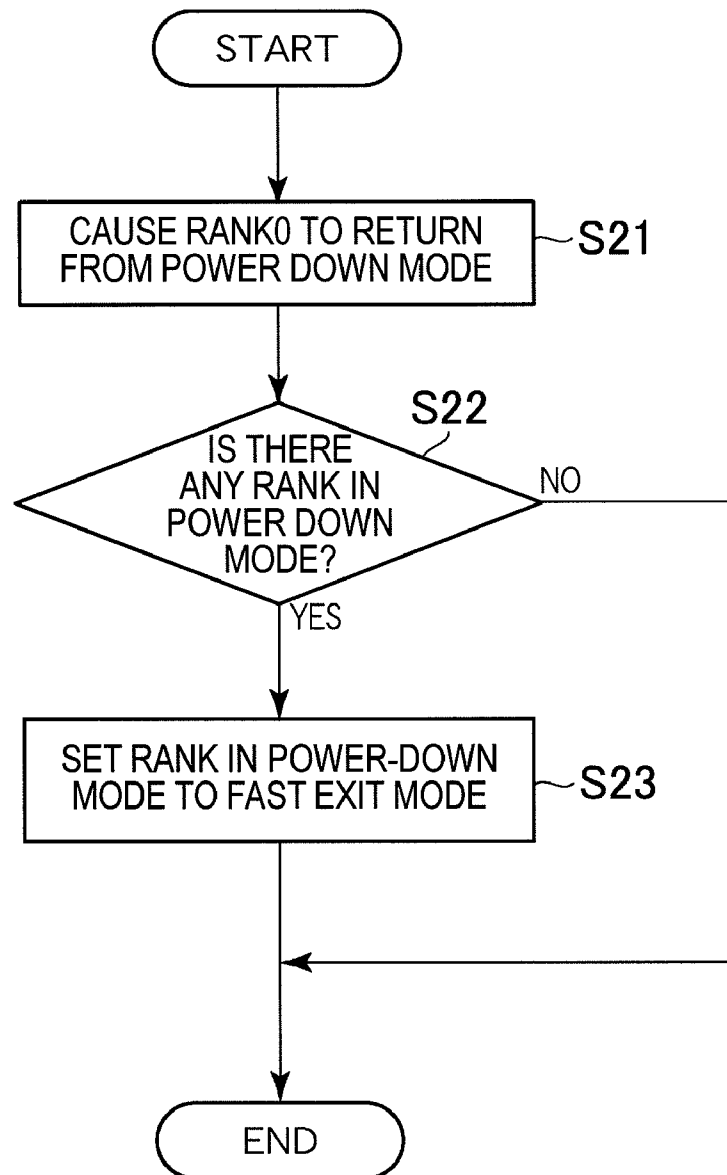 START
CAUSE RANK0 TO RETURN
FROM POWER DOWN MODE
S21
S22
IS THERE
ANY RANK IN
POWER DOWN
MODE?
NO
YES
SET RANK IN POWER-DOWN
MODE TO FAST EXIT MODE
S23
END